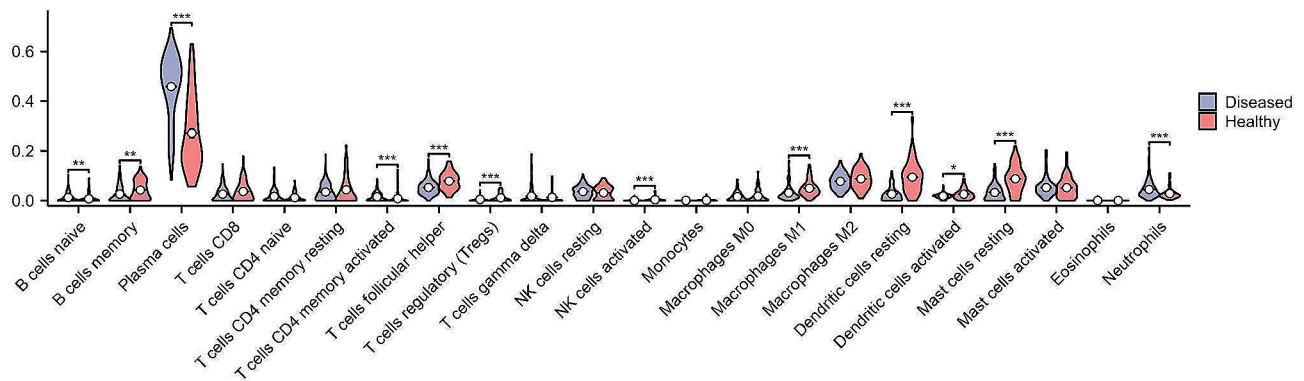 ***
0.6
0.4
***
***
***
0.2
**
**
***
***
***
***
*
0.0
Diseased
Healthy
B cells naive
B cells memory
Plasma cells
T cells CD8
T cells CD4 naive
T cells CD4 memory resting
T cells CD4 memory activated
T cells follicular helper
T cells regulatory (Tregs)
T cells gamma delta
NK cells resting
NK cells activated
Monocytes
Macrophages M0
Macrophages M1
Macrophages M2
Dendritic cells resting
Dendritic cells activated
Mast cells resting
Mast cells activated
Eosinophils
Neutrophils